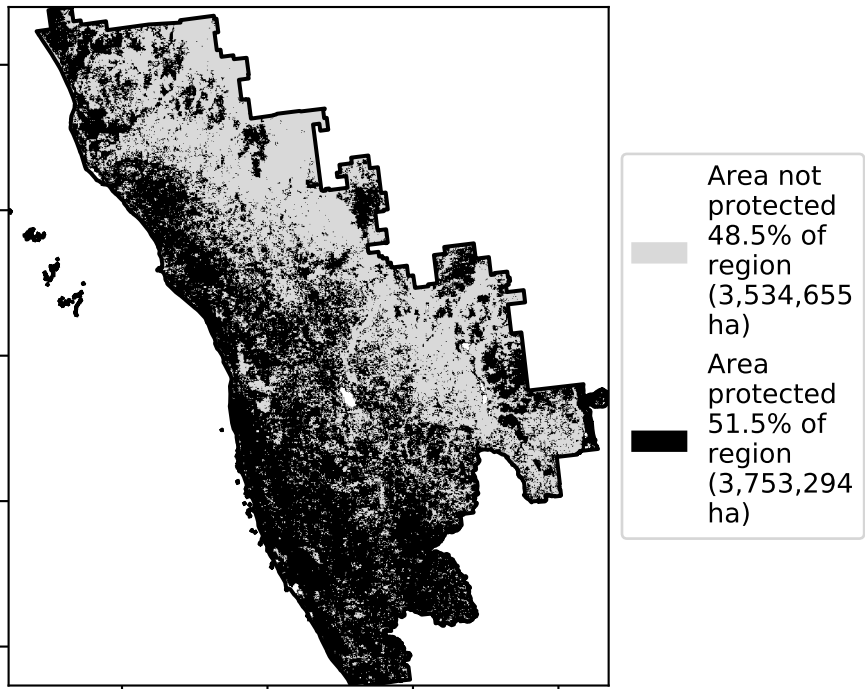 Area not
protected
48.5% of
region
(3,534,655
ha)
Area
protected
51.5% of
region
(3,753,294
ha)